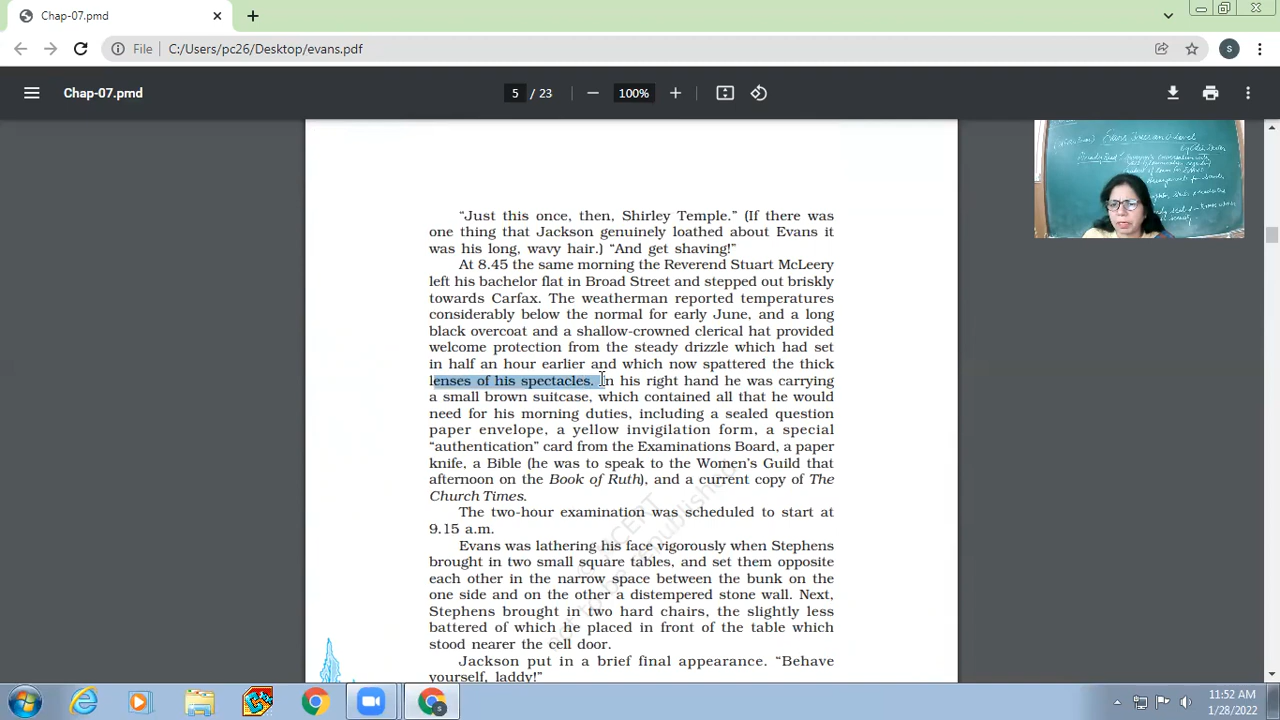 Chap-07.pmd
File
C:/Users/pc26/Desktop/evans.pdf
S
Chap-07.pmd
5 / 23
100%
Evans
“Just this once, then, Shirley Temple.” (If there was
one thing that Jackson genuinely loathed about Evans it
was his long, wavy hair.) “And get shaving!”
At 8.45 the same morning the Reverend Stuart McLeery
left his bachelor flat in Broad Street and stepped out briskly
towards Carfax. The weatherman reported temperatures
considerably below the normal for early June, and a long
black overcoat and a shallow-crowned clerical hat provided
welcome protection from the steady drizzle which had set
in half an hour earlier and which now spattered the thick
lenses of his spectacles. In his right hand he was carrying
a small brown suitcase, which contained all that he would
need for his morning duties, including a sealed question
paper envelope, a yellow invigilation form, a special
“authentication” card from the Examinations Board, a paper
knife, a Bible (he was to speak to the Women’s Guild that
afternoon on the Book of Ruth), and a current copy of The
Church Times.
The two-hour examination was scheduled to start at
9.15 a.m.
Evans was lathering his face vigorously when Stephens
brought in two small square tables, and set them opposite
each other in the narrow space between the bunk on the
one side and on the other a distempered stone wall. Next,
Stephens brought in two hard chairs, the slightly less
battered of which he placed in front of the table which
stood nearer the cell door.
Jackson put in a brief final appearance. “Behave
yourself, laddy!”
11:52 AM
1/28/2022